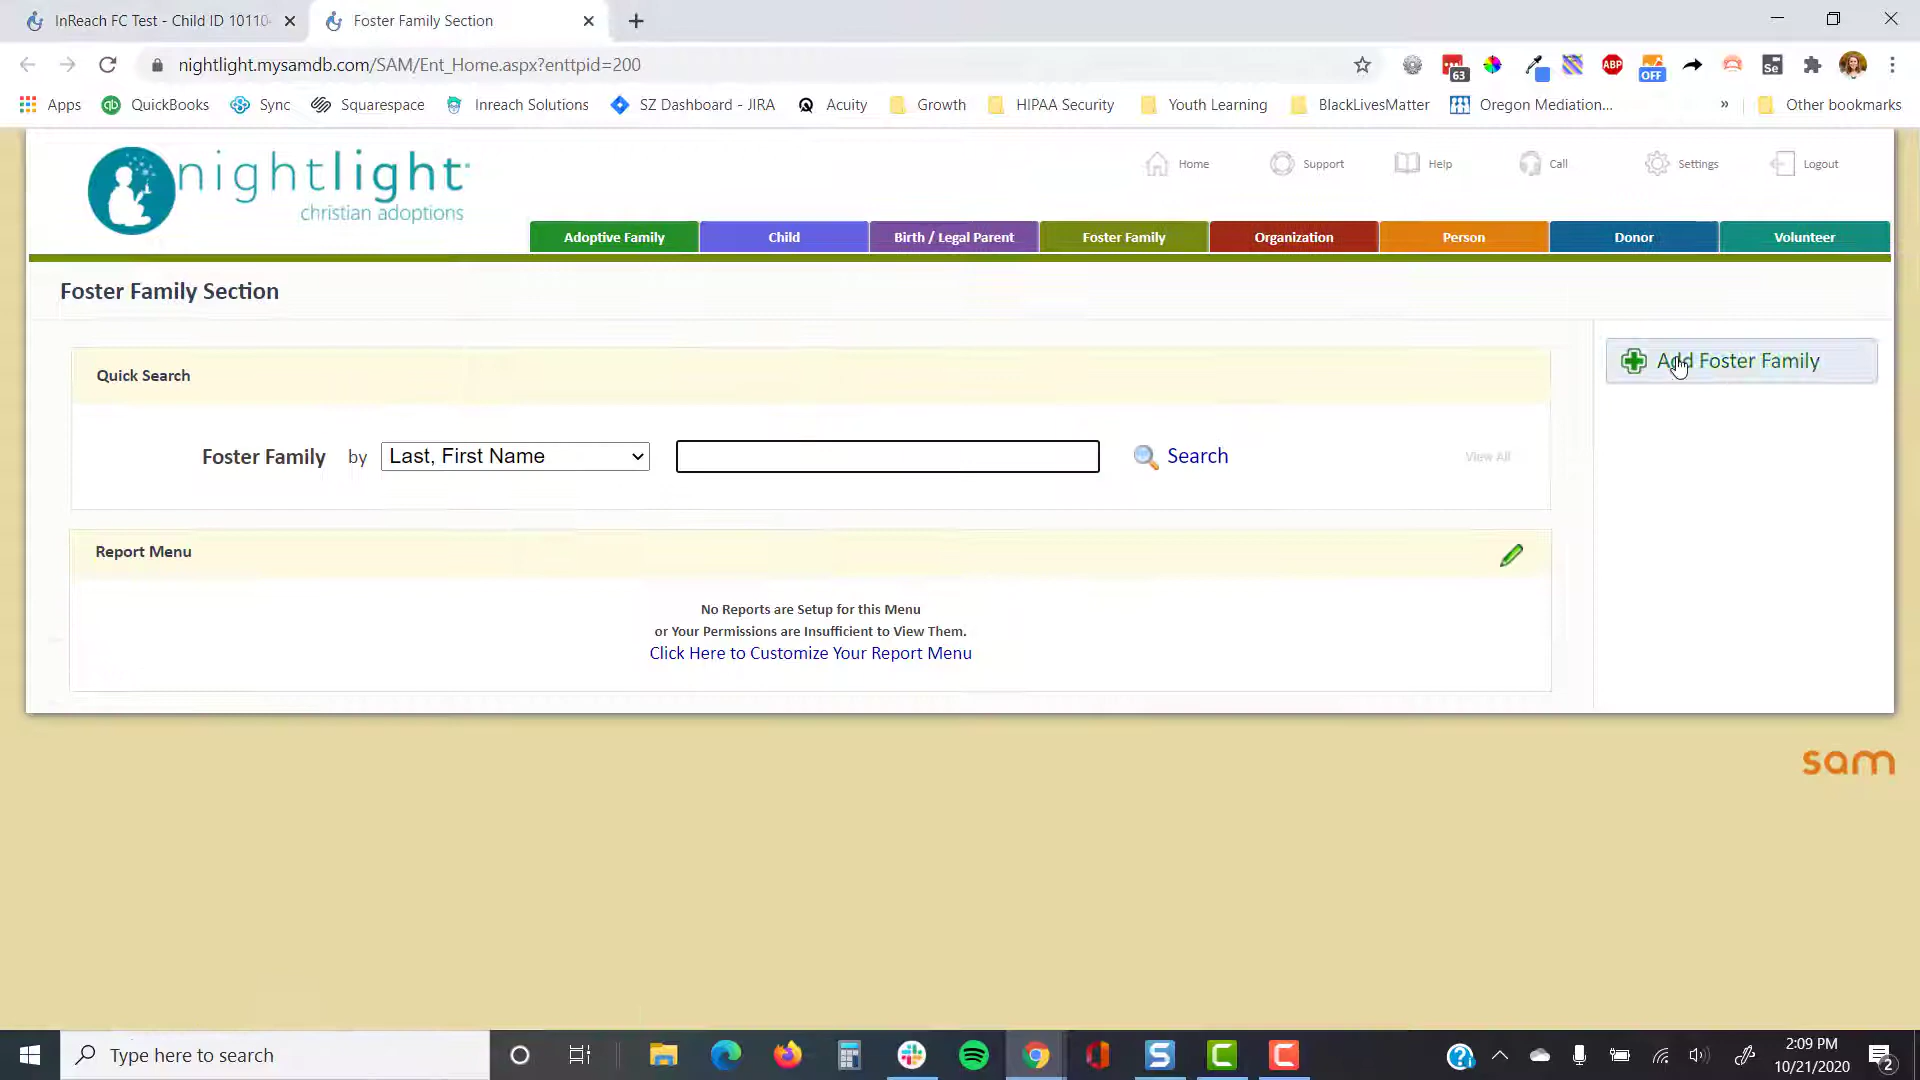 InReach FC Test - Child ID 10110
Foster Family Section
nightlight.mysamdb.com/SAM/Ent_Home.aspx?enttpid=200
63
ABP
OFF
Se
Apps
QuickBooks
Sync
Squarespace
Inreach Solutions
SZ Dashboard - JIRA
Acuity
Growth
HIPAA Security
Youth Learning
BlackLivesMatter
Oregon Mediation...
»
Other bookmarks
nightlight
christian adoptions
Home
Support
Help
Call
Settings
Logout
Adoptive Family
Child
Birth / Legal Parent
Foster Family
Organization
Person
Donor
Volunteer
Foster Family Section
Add Foster Family
Quick Search
Foster Family by Last, First Name
Search
View All
Report Menu
No Reports are Setup for this Menu
or Your Permissions are Insufficient to View Them.
Click Here to Customize Your Report Menu
sam
Type here to search
2:09 PM
10/21/2020
2